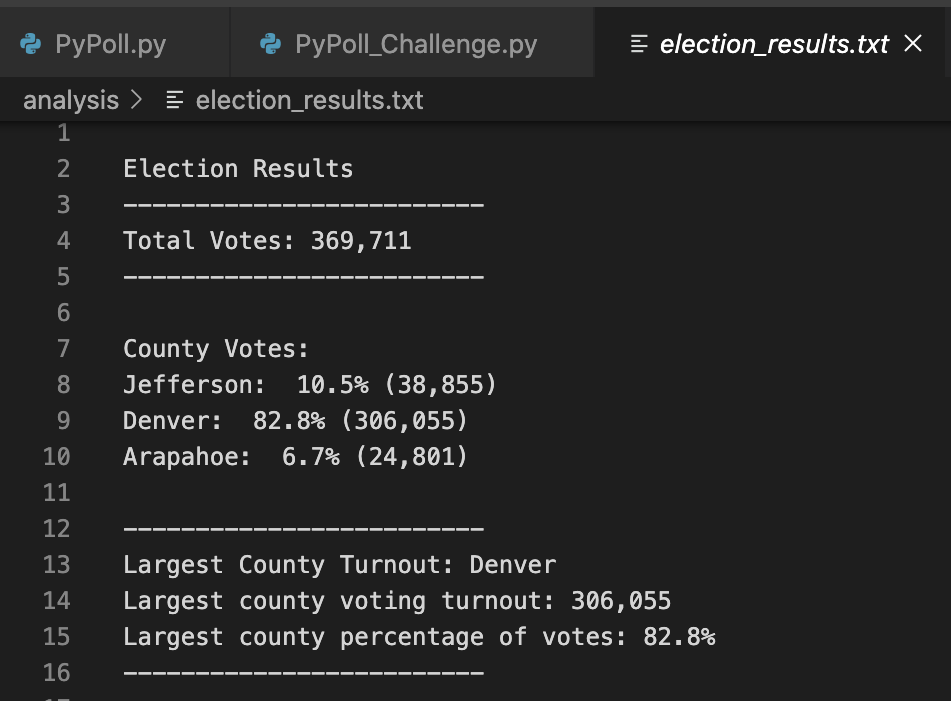 PyPoll.py PyPoll_Challenge.py election_results.txt
analysis > election_results.txt
1
2 Election Results
3 -------------------------
4 Total Votes: 369,711
5 -------------------------
6
7 County Votes:
8 Jefferson:  10.5% (38,855)
9 Denver:  82.8% (306,055)
10 Arapahoe:  6.7% (24,801)
11
12 -------------------------
13 Largest County Turnout: Denver
14 Largest county voting turnout: 306,055
15 Largest county percentage of votes: 82.8%
16 -------------------------